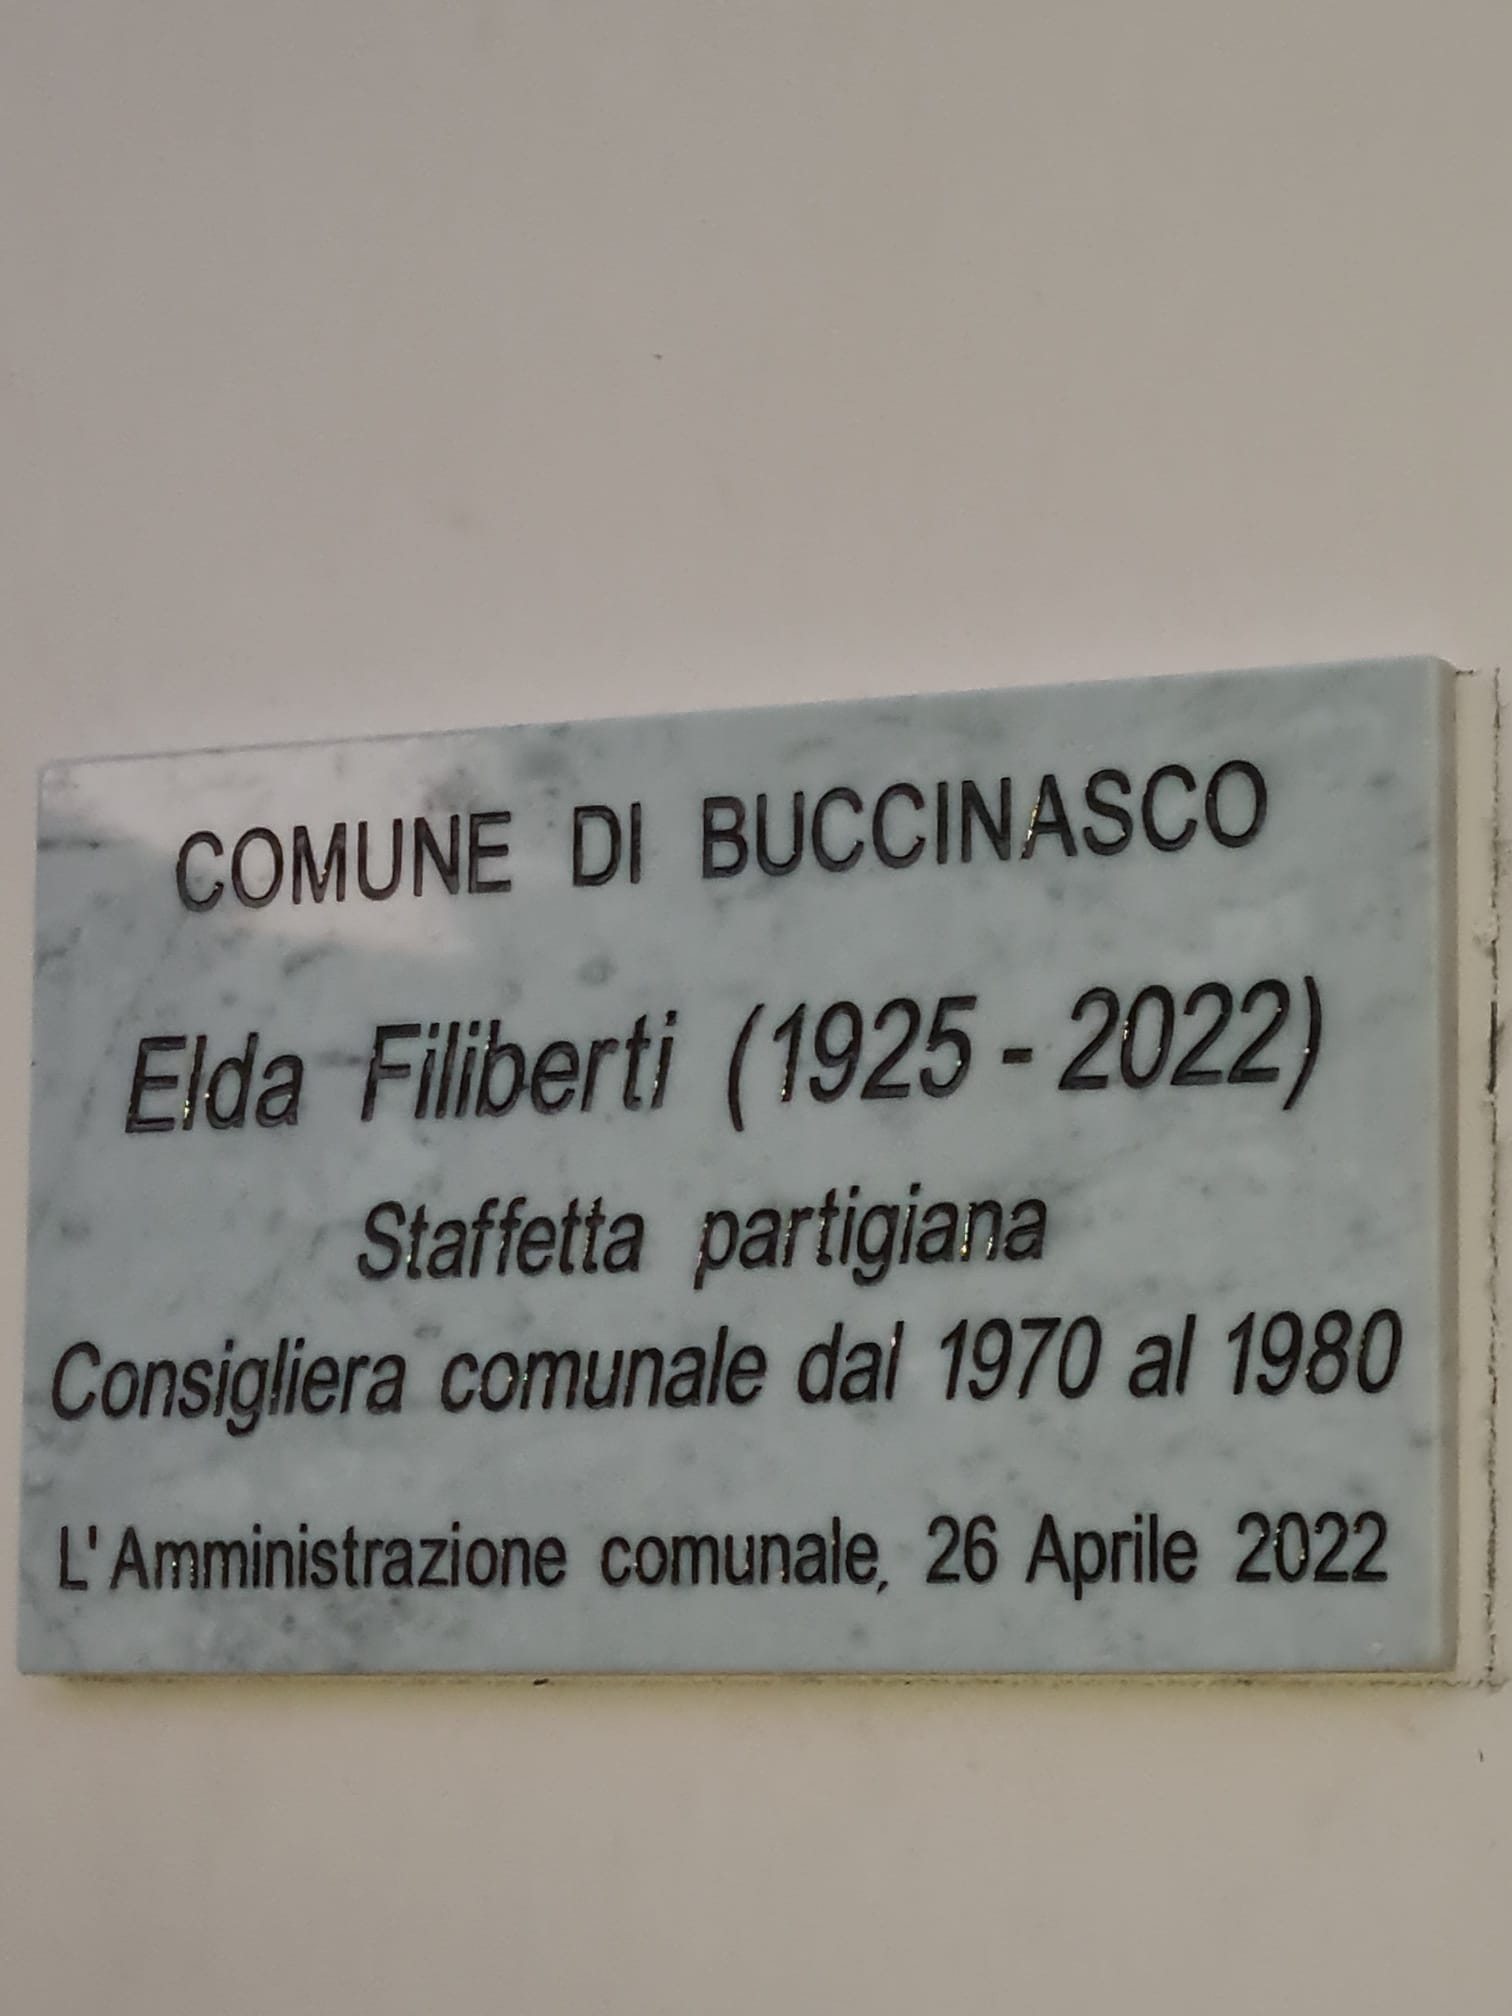 COMUNE DI BUCCINASCO
Elda Filiberti (1925 - 2022)
Staffetta partigiana
Consigliera comunale dal 1970 al 1980
L'Amministrazione comunale, 26 Aprile 2022